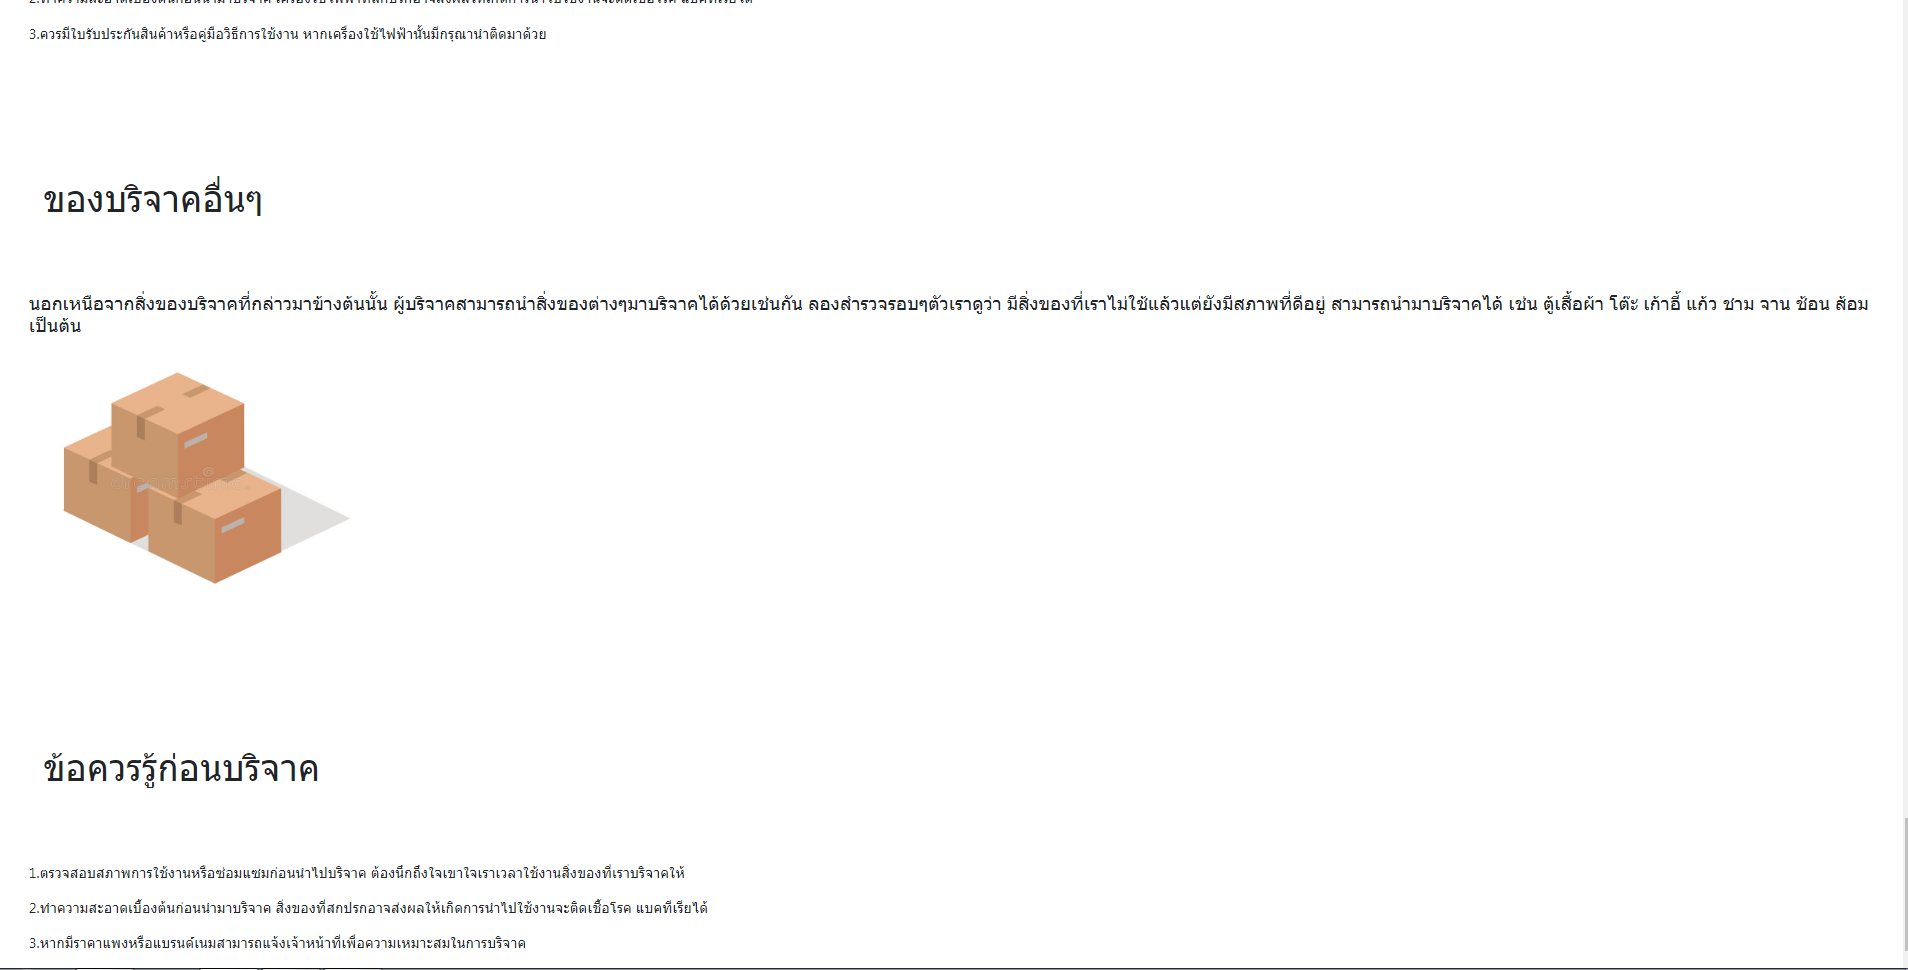 3.ควรมีใบรับประกันสินค้าหรือคู่มือวิธีการใช้งาน หากเครื่องใช้ไฟฟ้านั้นมีกรุณานำติดมาด้วย
ของบริจาคอื่นๆ
นอกเหนือจากสิ่งของบริจาคที่กล่าวมาข้างต้นนั้น ผู้บริจาคสามารถนำสิ่งของต่างๆมาบริจาคได้ด้วยเช่นกัน ลองสำรวจรอบๆตัวเราดูว่า มีสิ่งของที่เราไม่ใช้แล้วแต่ยังมีสภาพที่ดีอยู่ สามารถนำมาบริจาคได้ เช่น ตู้เสื้อผ้า โต๊ะ เก้าอี้ แก้ว ชาม จาน ช้อน ส้อม
เป็นต้น
ข้อควรรู้ก่อนบริจาค
1.ตรวจสอบสภาพการใช้งานหรือซ่อมแซมก่อนนำไปบริจาค ต้องนึกถึงใจเขาใจเราเวลาใช้งานสิ่งของที่เราบริจาคให้
2.ทำความสะอาดเบื้องต้นก่อนนำมาบริจาค สิ่งของที่สกปรกอาจส่งผลให้เกิดการนำไปใช้งานจะติดเชื้อโรค แบคทีเรียได้
3.หากมีราคาแพงหรือแบรนด์เนมสามารถแจ้งเจ้าหน้าที่เพื่อความเหมาะสมในการบริจาค